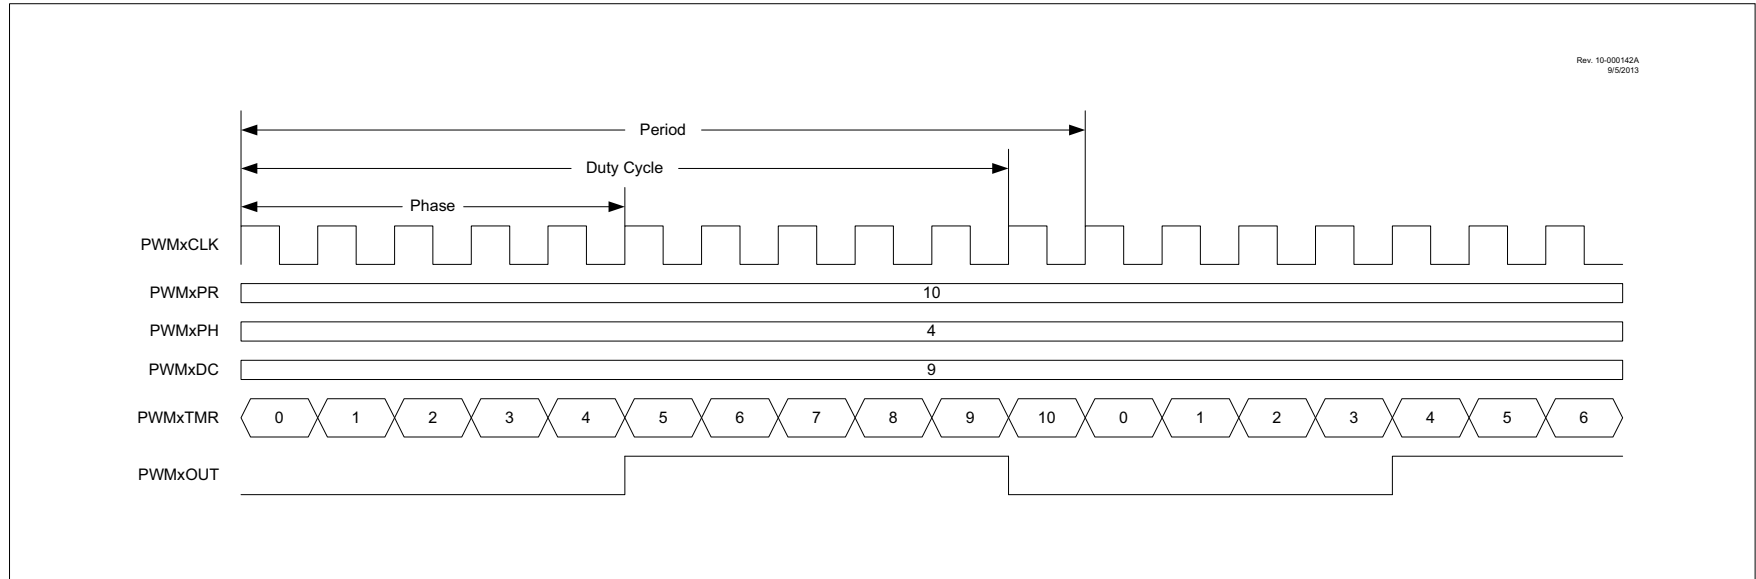 Rev. 10-000142A
9/5/2013
Period
Duty Cycle
Phase
PWMxCLK
PWMxPR 10
PWMxPH 4
PWMxDC 9
PWMxTMR 0 1 2 3 4 5 6 7 8 9 10 0 1 2 3 4 5 6
PWMxOUT